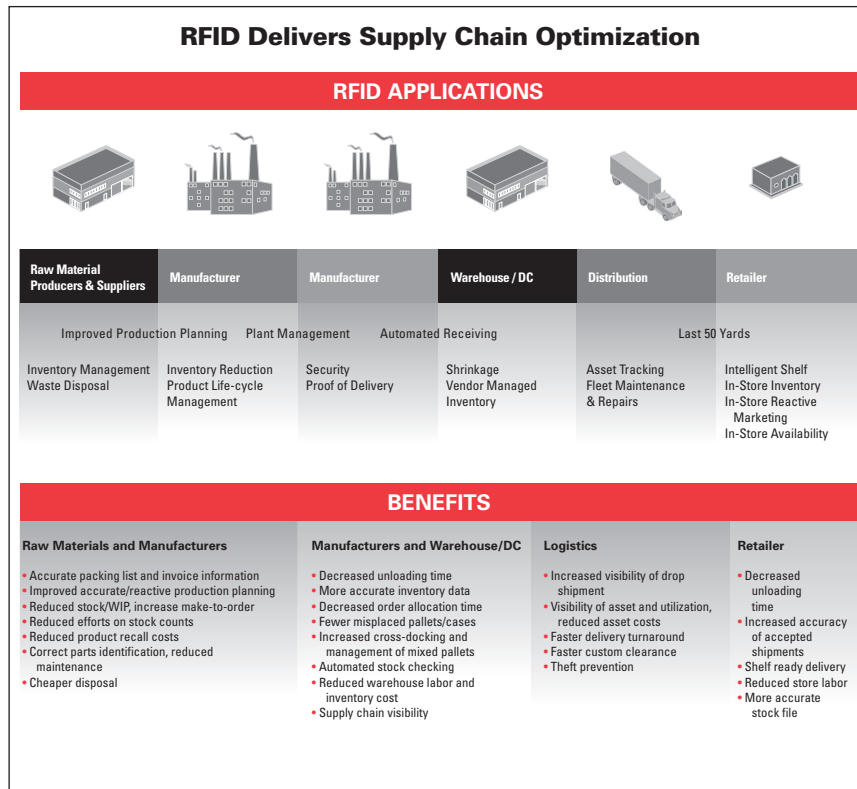 RFID Delivers Supply Chain Optimization
RFID APPLICATIONS
Raw Material
Producers & Suppliers
Manufacturer
Manufacturer
Warehouse / DC
Distribution
Retailer
Improved Production Planning
Plant Management
Automated Receiving
Last 50 Yards
Inventory Management
Waste Disposal
Inventory Reduction
Product Life-cycle
Management
Security
Proof of Delivery
Shrinkage
Vendor Managed
Inventory
Asset Tracking
Fleet Maintenance
& Repairs
Intelligent Shelf
In-Store Inventory
In-Store Reactive
Marketing
In-Store Availability
BENEFITS
Raw Materials and Manufacturers
• Accurate packing list and invoice information
• Improved accurate/reactive production planning
• Reduced stock/WIP, increase make-to-order
• Reduced efforts on stock counts
• Reduced product recall costs
• Correct parts identification, reduced
maintenance
• Cheaper disposal
Manufacturers and Warehouse/DC
• Decreased unloading time
• More accurate inventory data
• Decreased order allocation time
• Fewer misplaced pallets/cases
• Increased cross-docking and
management of mixed pallets
• Automated stock checking
• Reduced warehouse labor and
inventory cost
• Supply chain visibility
Logistics
• Increased visibility of drop
shipment
• Visibility of asset and utilization,
reduced asset costs
• Faster delivery turnaround
• Faster custom clearance
• Theft prevention
Retailer
• Decreased
unloading
time
• Increased accuracy
of accepted
shipments
• Shelf ready delivery
• Reduced store labor
• More accurate
stock file